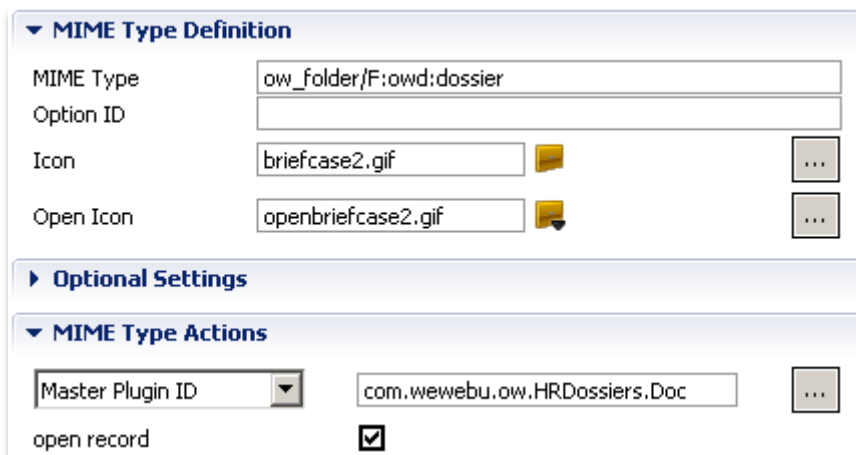 MIME Type Definition
MIME Type ow_folder/F:owd:dossier
Option ID
Icon briefcase2.gif ...
Open Icon openbriefcase2.gif ...
Optional Settings
MIME Type Actions
Master Plugin ID com.wewebu.ow.HRDossiers.Doc ...
open record